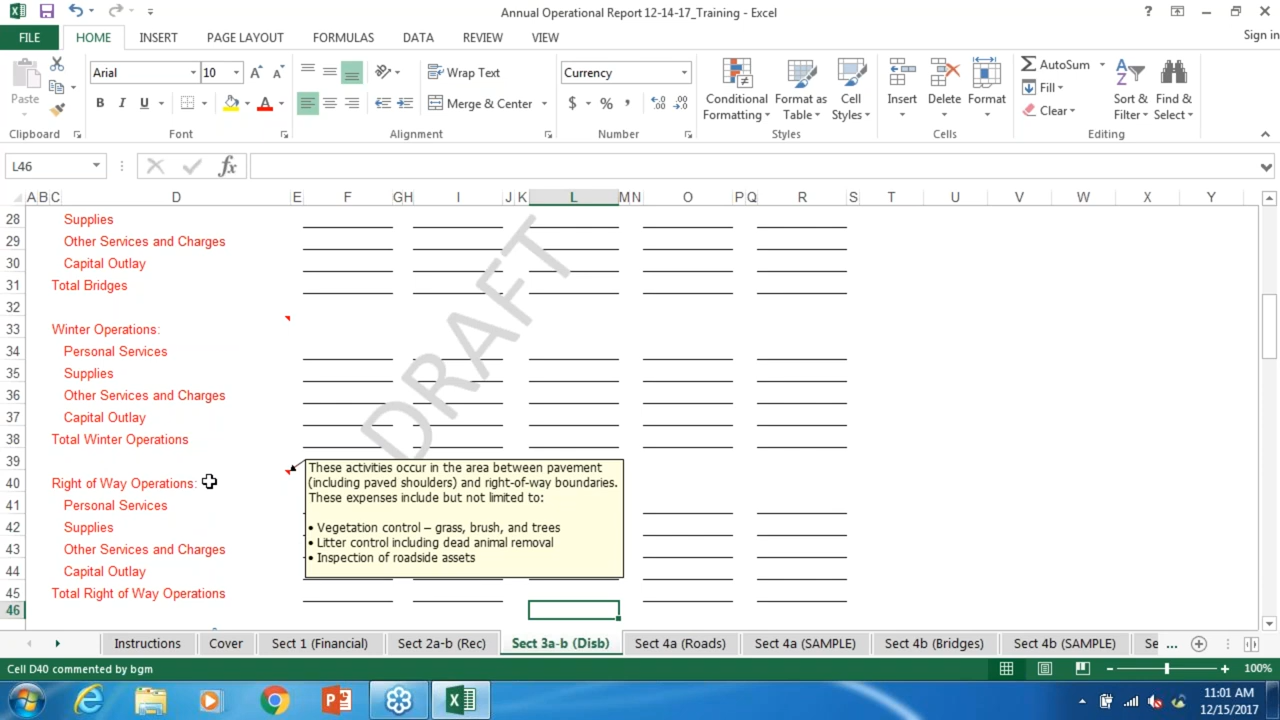 Annual Operational Report 12-14-17_Training - Excel
?
FILE HOME INSERT PAGE LAYOUT FORMULAS DATA REVIEW VIEW Sign in
Arial 10 Wrap Text Currency AutoSum
Paste B I U Merge & Center $ % Conditional Formatting Format as Table Cell Styles Insert Delete Format Fill Clear Sort & Filter Find & Select
Clipboard Font Alignment Number Styles Cells Editing
L46 fx
A B C D E F G H I J K L M N O P Q R S T U V W X Y
28 Supplies
29 Other Services and Charges
30 Capital Outlay
31 Total Bridges
32
33 Winter Operations:
34 Personal Services
35 Supplies
36 Other Services and Charges
37 Capital Outlay
38 Total Winter Operations
39
40 Right of Way Operations:
41 Personal Services
42 Supplies
43 Other Services and Charges
44 Capital Outlay
45 Total Right of Way Operations
46
DRAFT
These activities occur in the area between pavement
(including paved shoulders) and right-of-way boundaries.
These expenses include but not limited to:
• Vegetation control – grass, brush, and trees
• Litter control including dead animal removal
• Inspection of roadside assets
Instructions Cover Sect 1 (Financial) Sect 2a-b (Rec) Sect 3a-b (Disb) Sect 4a (Roads) Sect 4a (SAMPLE) Sect 4b (Bridges) Sect 4b (SAMPLE) Se ...
Cell D40 commented by bgm 100%
11:01 AM
12/15/2017